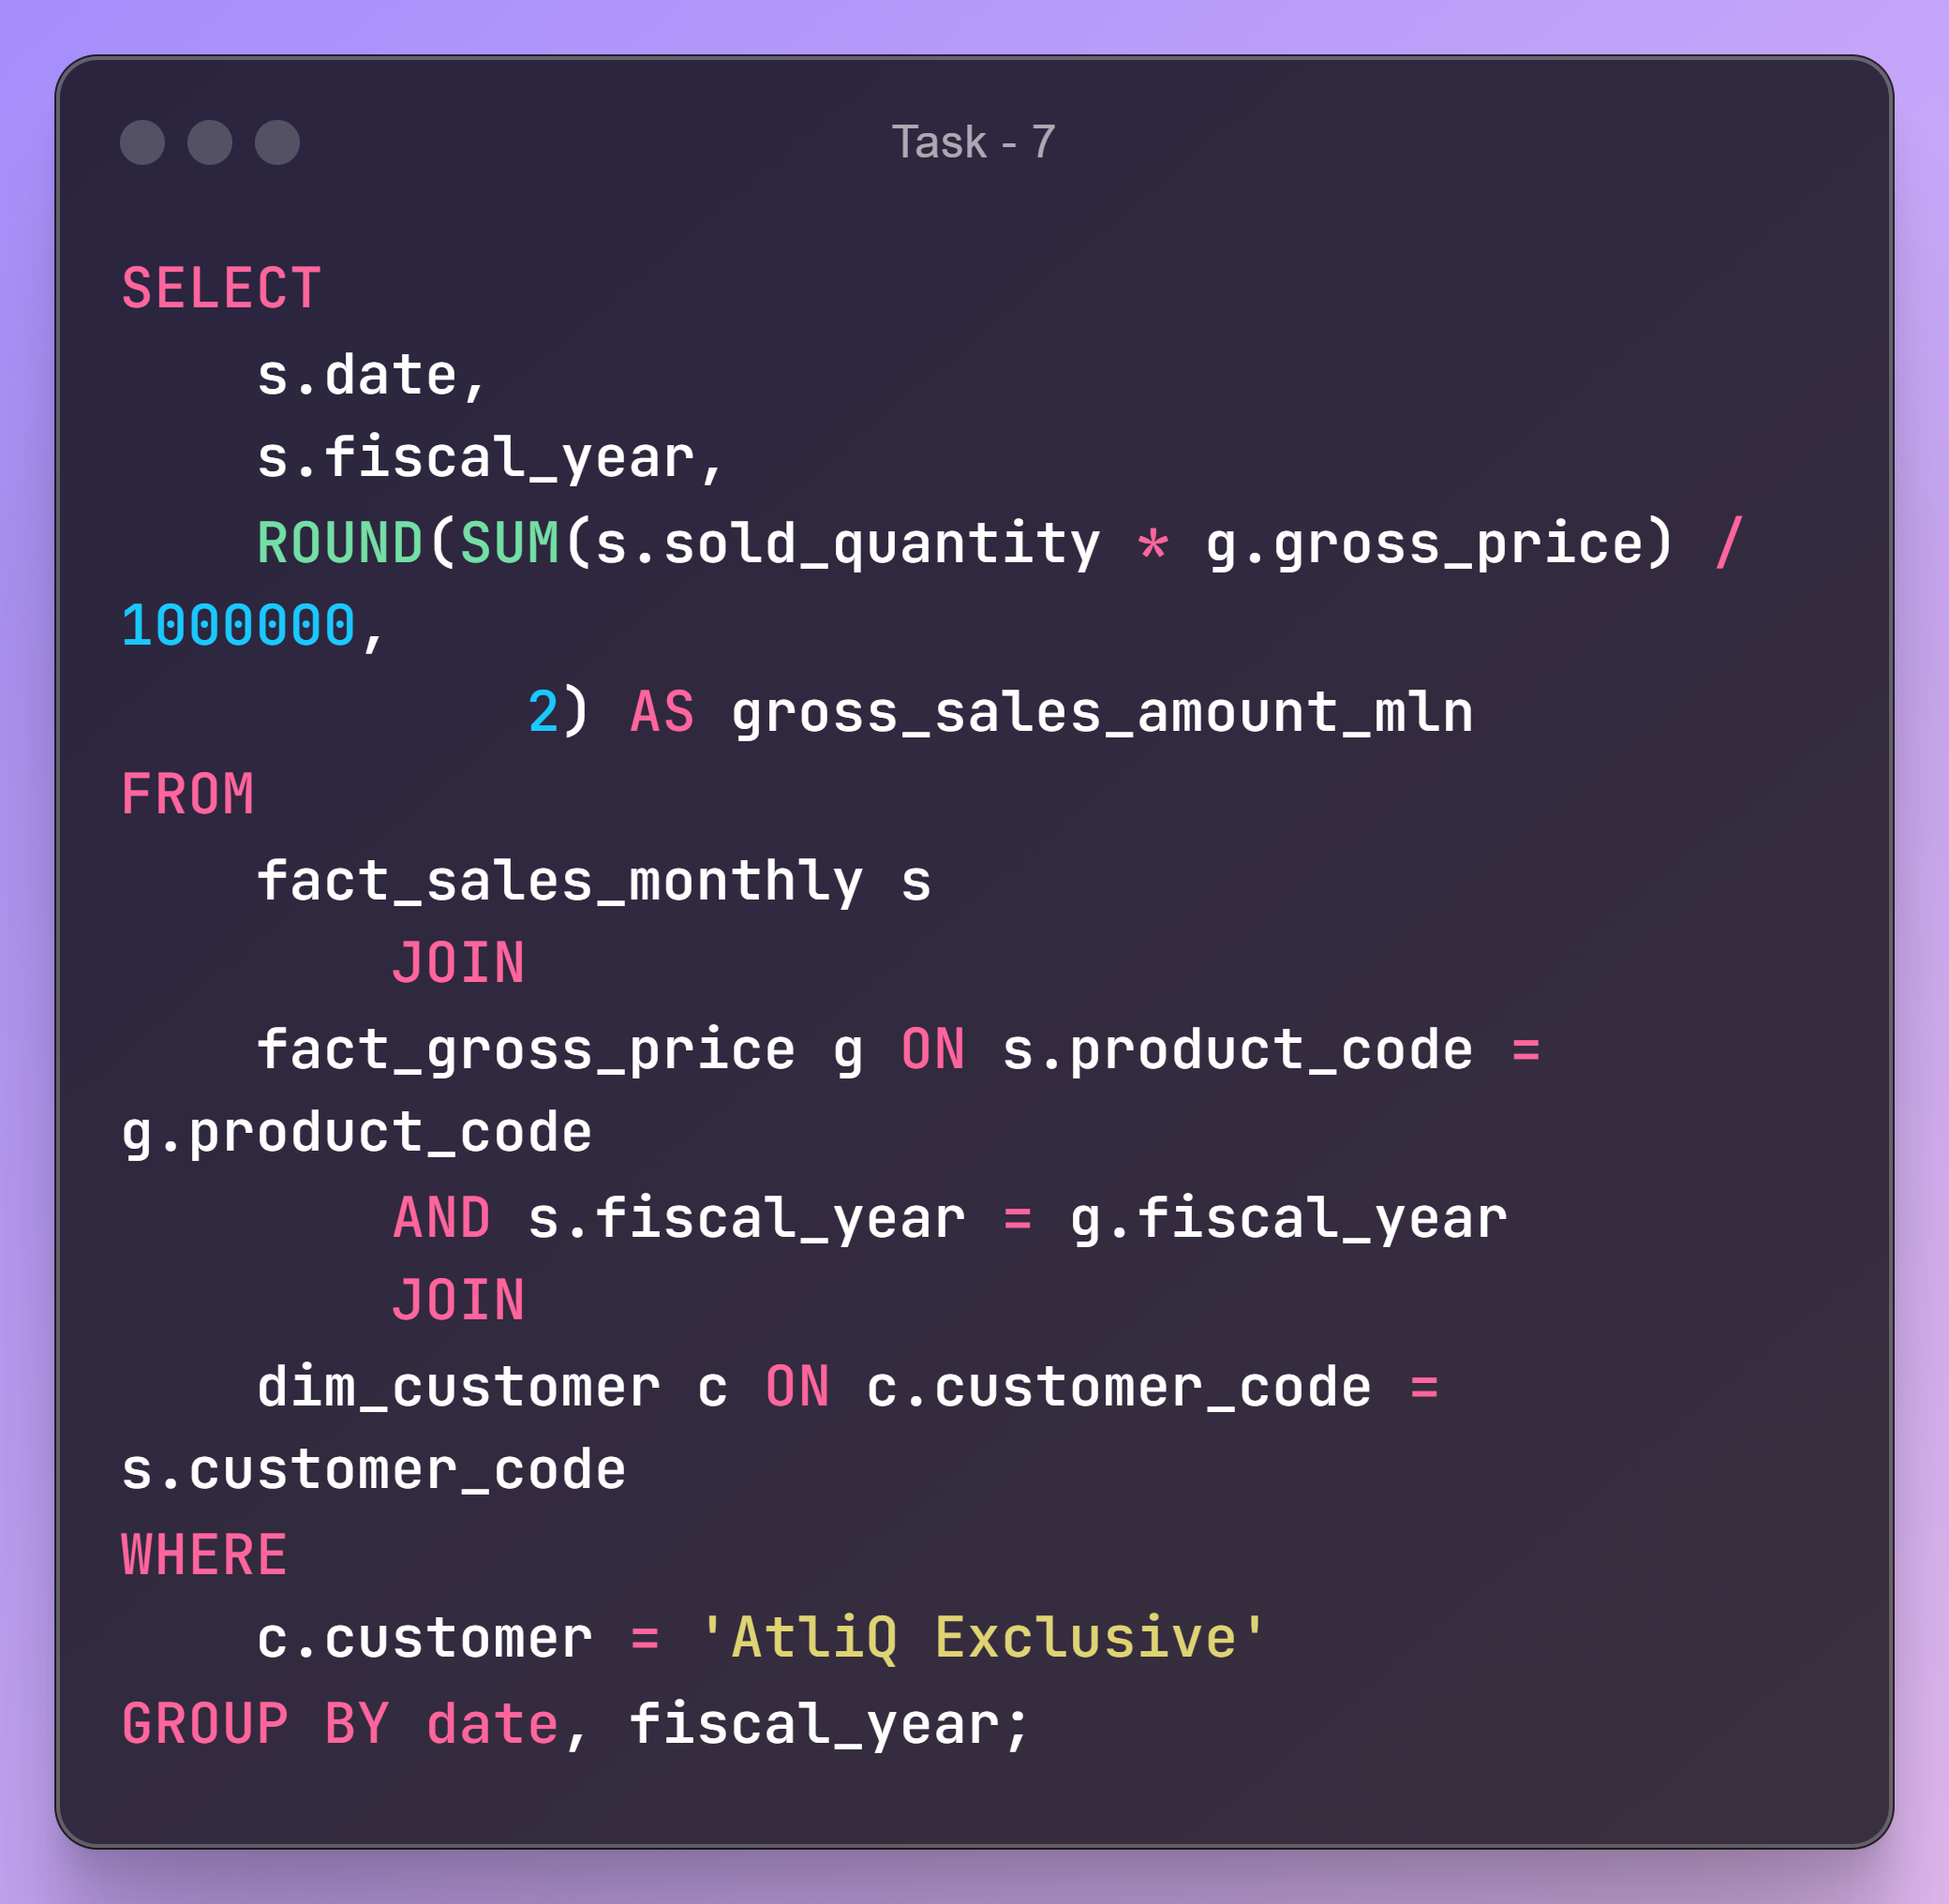 Task - 7
SELECT
    s.date,
    s.fiscal_year,
    ROUND(SUM(s.sold_quantity * g.gross_price) /
1000000,
            2) AS gross_sales_amount_mln
FROM
    fact_sales_monthly s
        JOIN
    fact_gross_price g ON s.product_code =
g.product_code
        AND s.fiscal_year = g.fiscal_year
        JOIN
    dim_customer c ON c.customer_code =
s.customer_code
WHERE
    c.customer = 'AtliQ Exclusive'
GROUP BY date, fiscal_year;